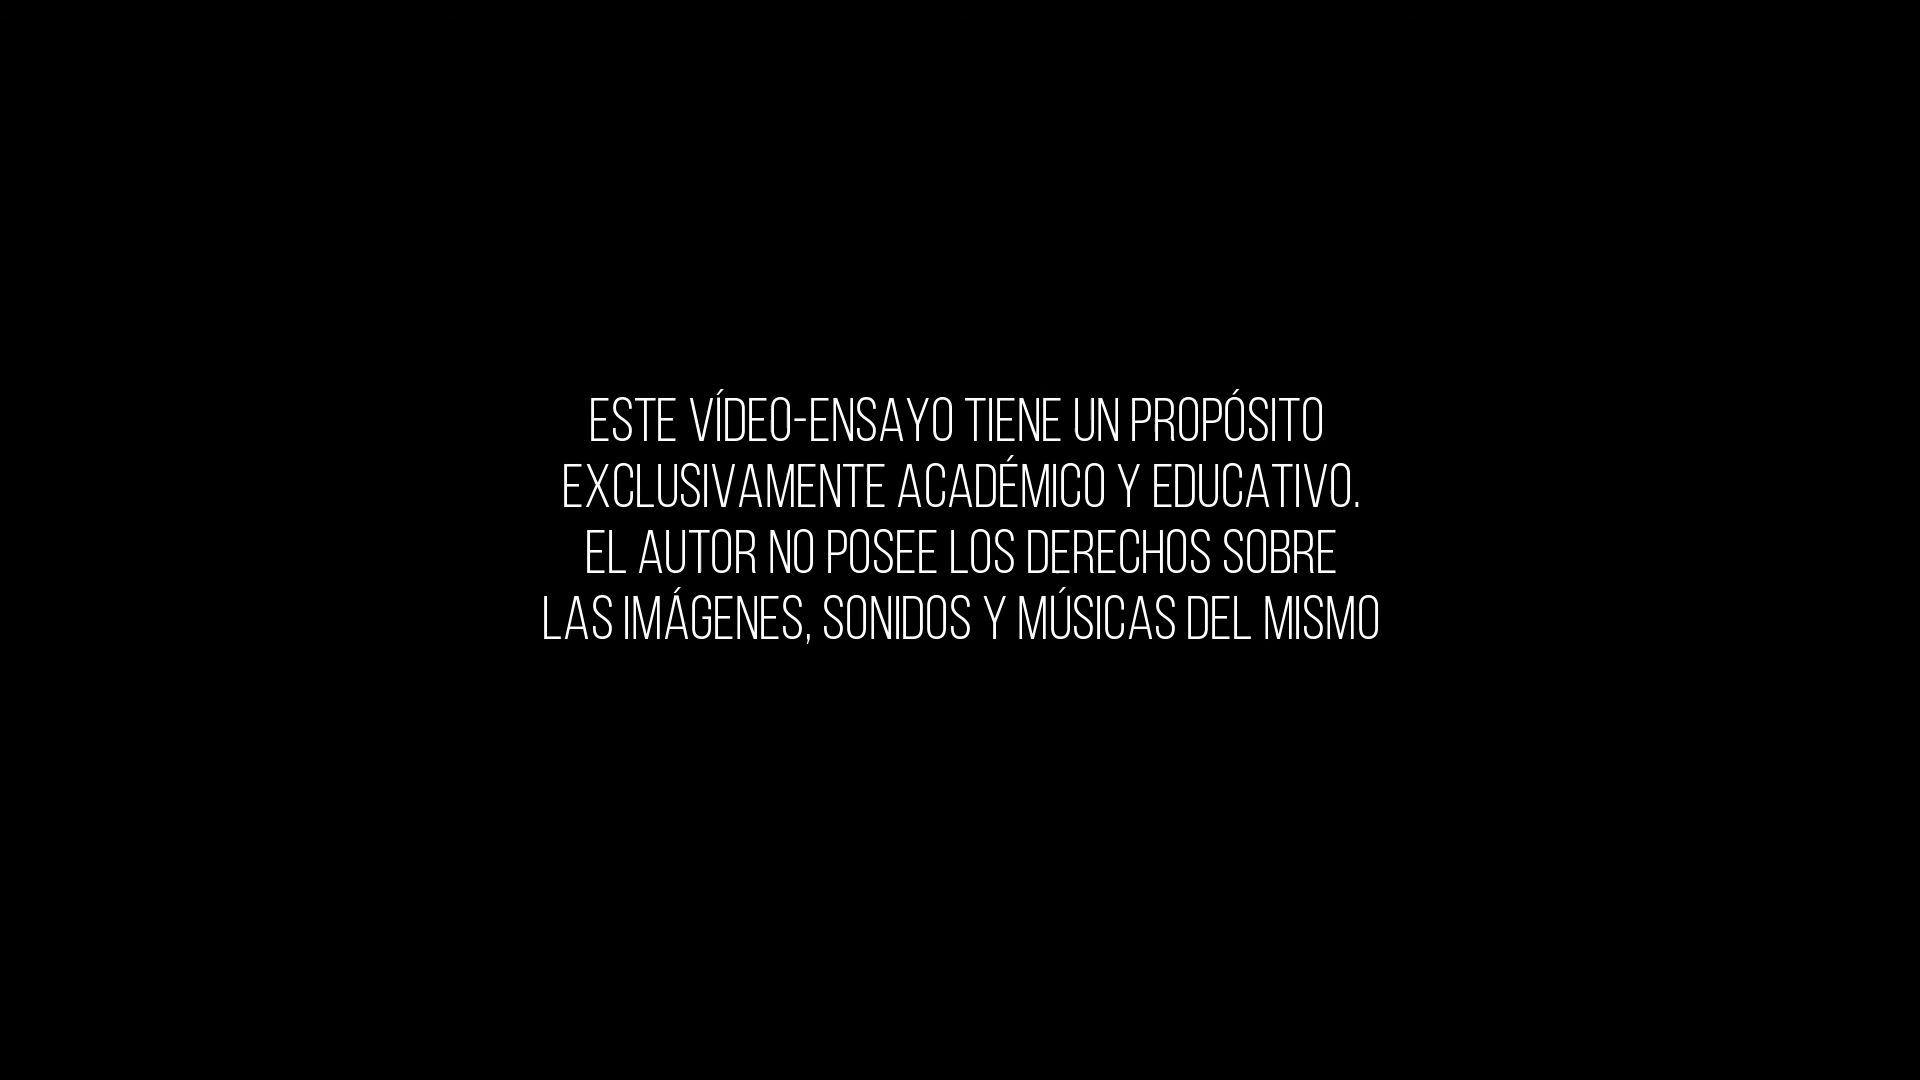 ESTE VÍDEO-ENSAYO TIENE UN PROPÓSITO
EXCLUSIVAMENTE ACADÉMICO Y EDUCATIVO.
EL AUTOR NO POSEE LOS DERECHOS SOBRE
LAS IMÁGENES, SONIDOS Y MÚSICAS DEL MISMO